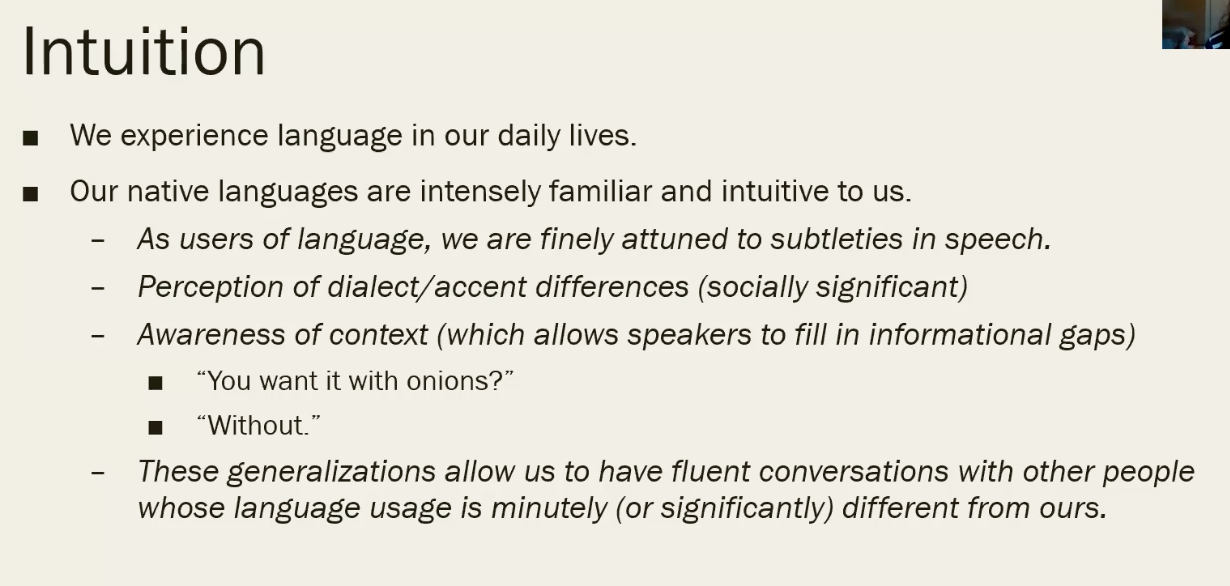 Intuition
■ We experience language in our daily lives.
■ Our native languages are intensely familiar and intuitive to us.
– As users of language, we are finely attuned to subtleties in speech.
– Perception of dialect/accent differences (socially significant)
– Awareness of context (which allows speakers to fill in informational gaps)
■ “You want it with onions?”
■ “Without.”
– These generalizations allow us to have fluent conversations with other people
whose language usage is minutely (or significantly) different from ours.